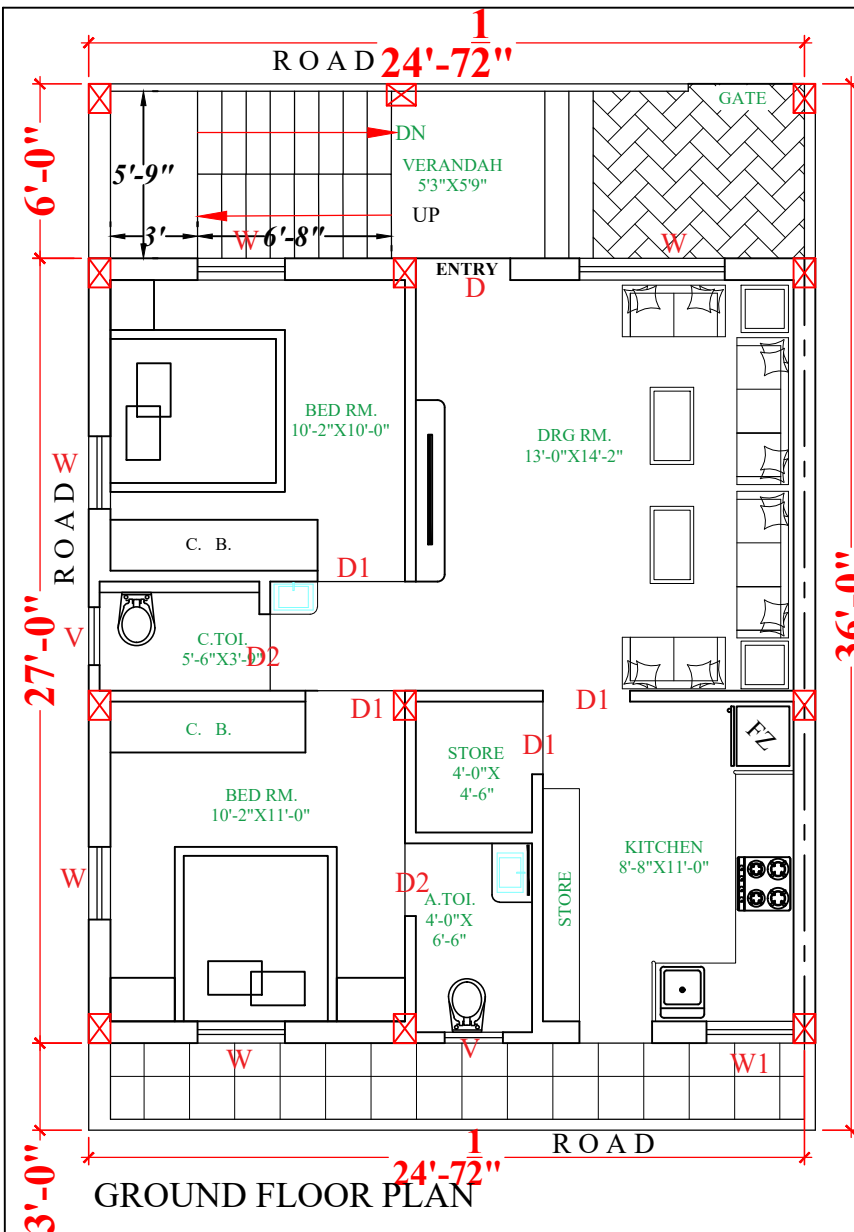 1
ROAD 24'-72"
GATE
DN
6'-0"
5'-9"
VERANDAH
5'3"X5'9"
UP
3'
W
6'-8"
W
ENTRY
D
BED RM.
10'-2"X10'-0"
DRG RM.
13'-0"X14'-2"
W
ROAD
C. B.
D1
36'-0"
27'-0"
V
C.TOI.
5'-6"X3'-9"
D2
D1
D1
C. B.
D1
FZ
STORE
4'-0"X
4'-6"
BED RM.
10'-2"X11'-0"
KITCHEN
8'-8"X11'-0"
W
D2
A.TOI.
4'-0"X
6'-6"
STORE
W
V
W1
3'-0"
1
ROAD
24'-72"
GROUND FLOOR PLAN